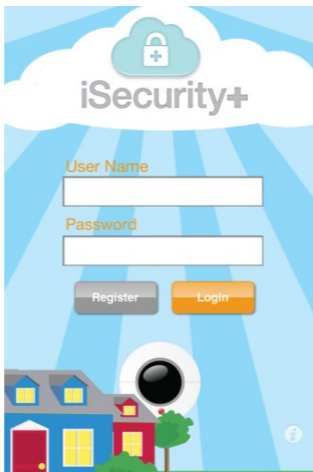 iSecurity+
User Name
Password
Register
Login
i